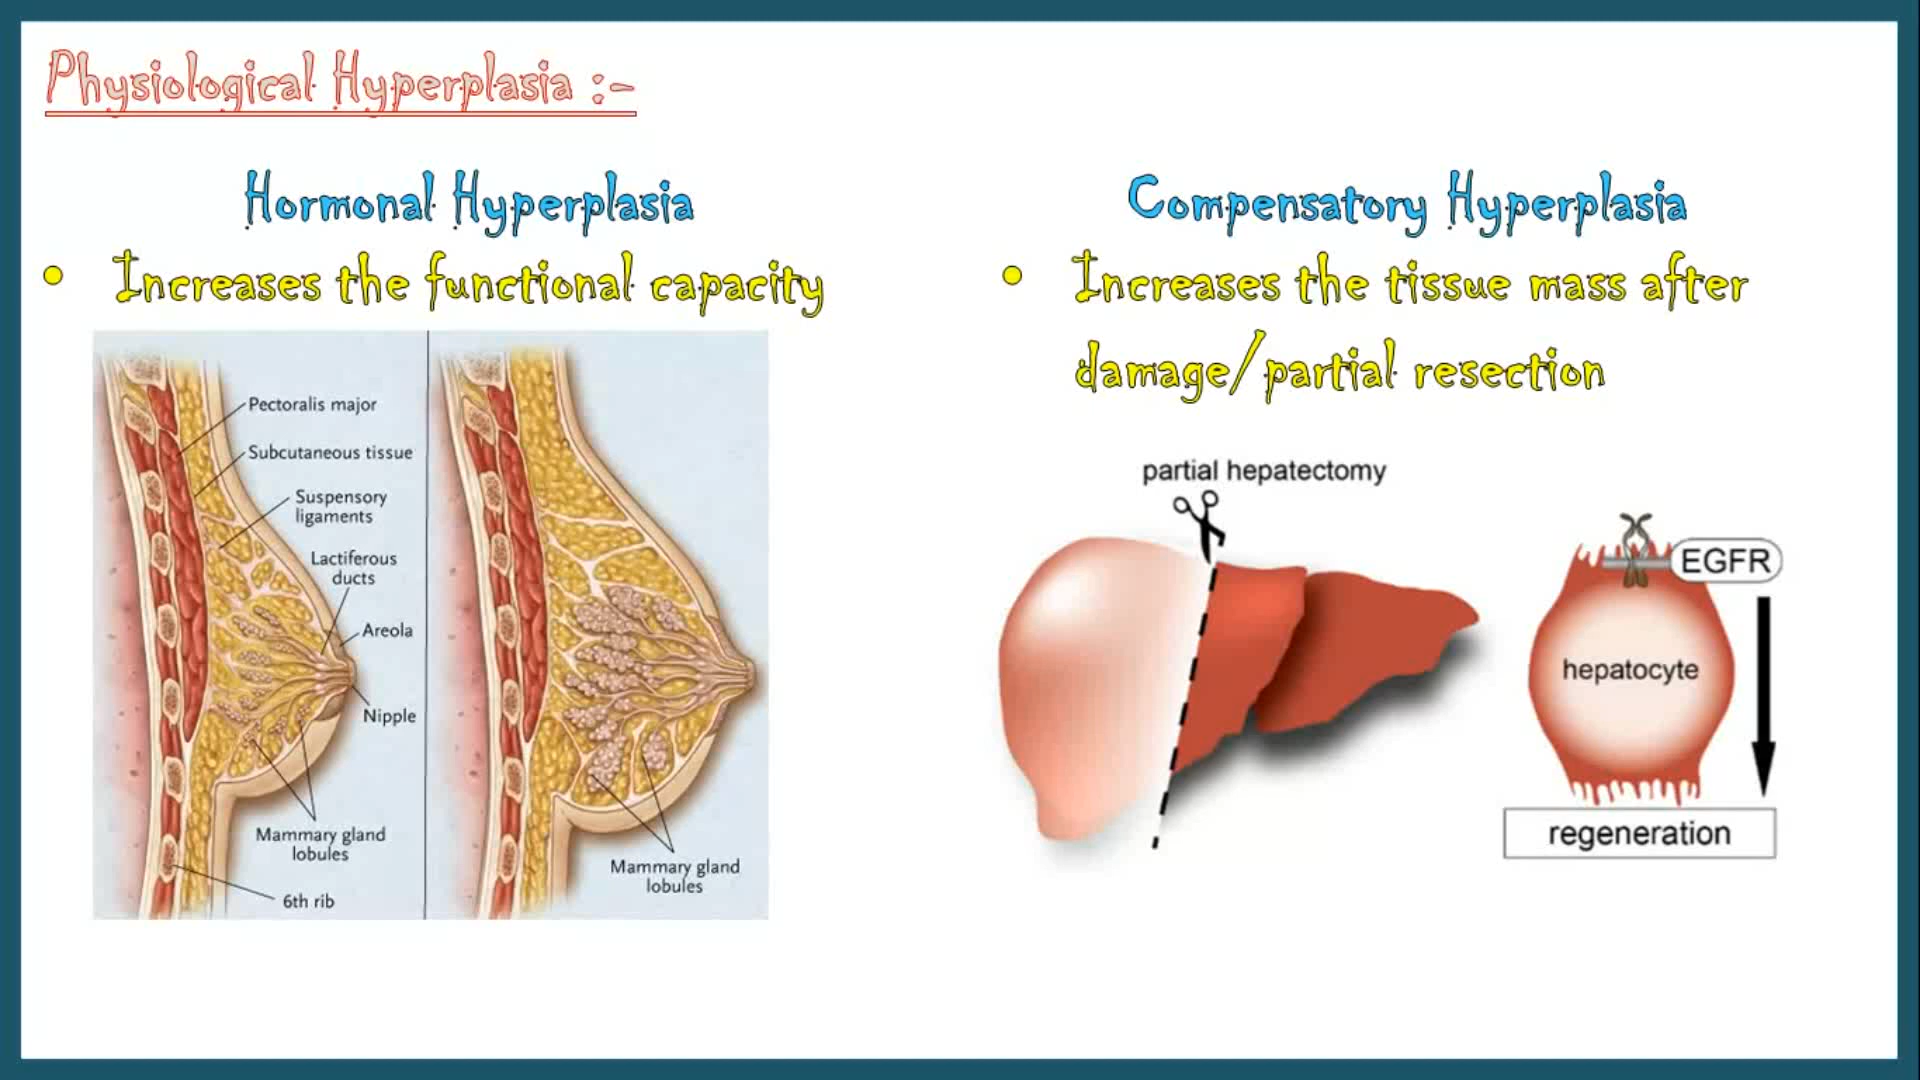 Physiological Hyperplasia :-
Hormonal Hyperplasia
• Increases the functional capacity
Pectoralis major
Subcutaneous tissue
Suspensory
ligaments
Lactiferous
ducts
Areola
Nipple
Mammary gland
lobules
6th rib
Mammary gland
lobules
Compensatory Hyperplasia
• Increases the tissue mass after
damage/partial resection
partial hepatectomy
EGFR
hepatocyte
regeneration